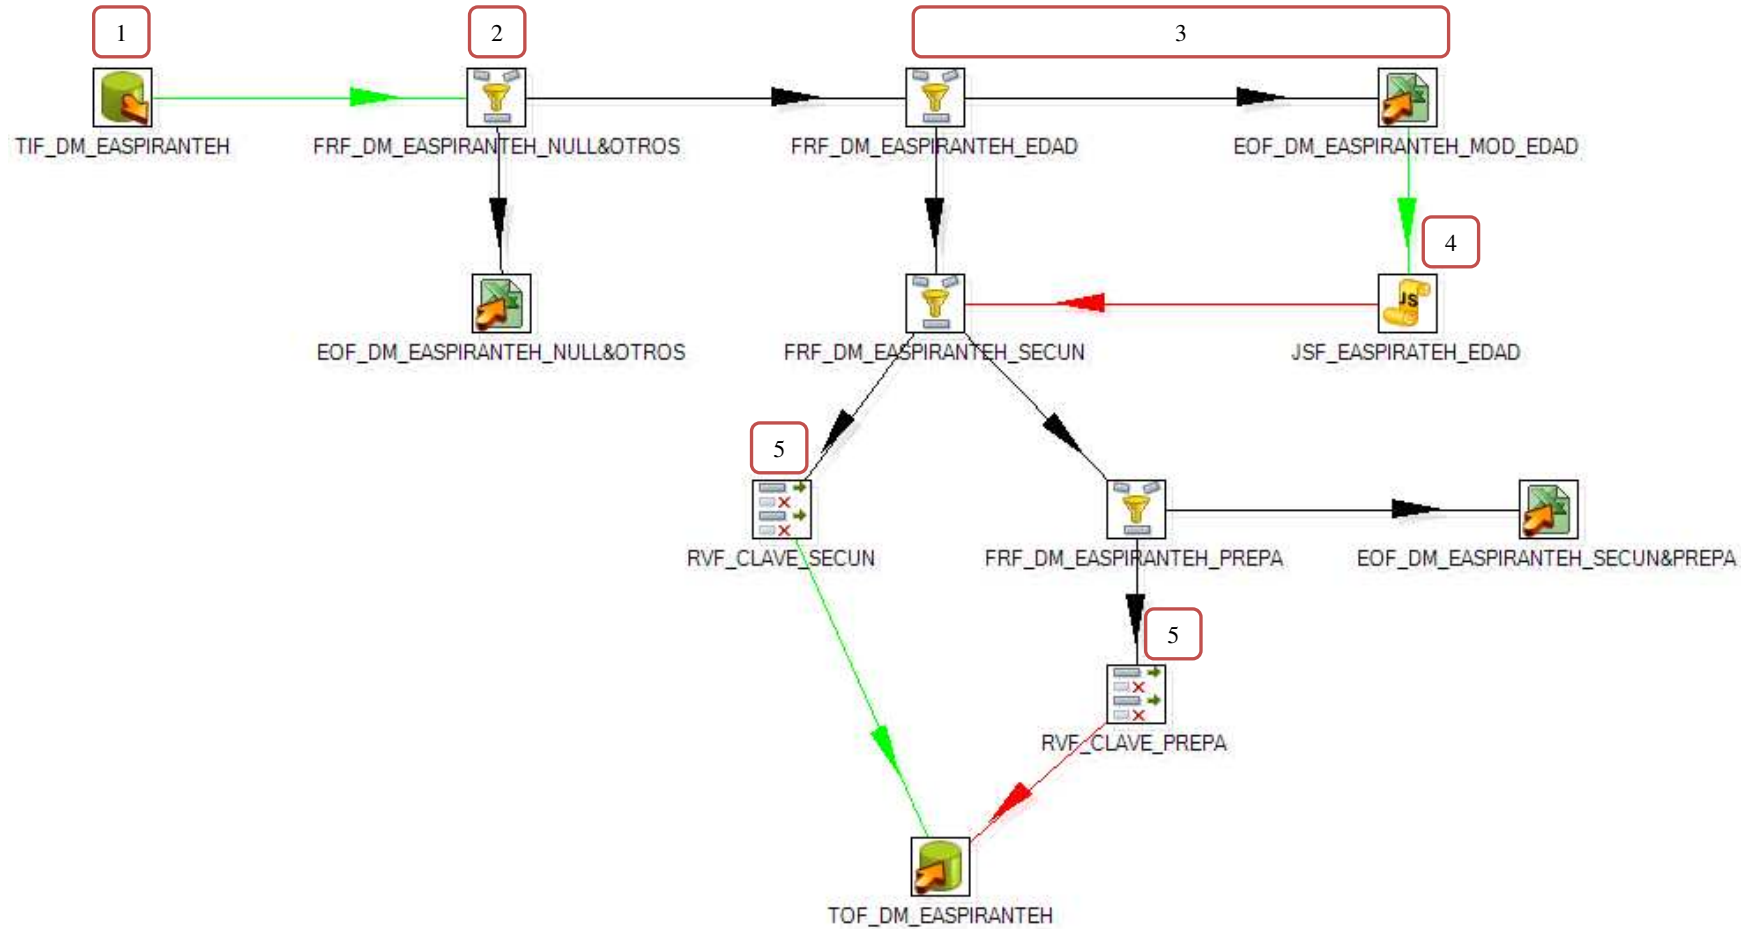 1
2
3
TIF_DM_EASPIRANTEH
FRF_DM_EASPIRANTEH_NULL&OTROS
FRF_DM_EASPIRANTEH_EDAD
EOF_DM_EASPIRANTEH_MOD_EDAD
4
JS
EOF_DM_EASPIRANTEH_NULL&OTROS
FRF_DM_EASPIRANTEH_SECUN
JSF_EASPIRATEH_EDAD
5
RVF_CLAVE_SECUN
FRF_DM_EASPIRANTEH_PREPA
EOF_DM_EASPIRANTEH_SECUN&PREPA
5
RVF_CLAVE_PREPA
TOF_DM_EASPIRANTEH